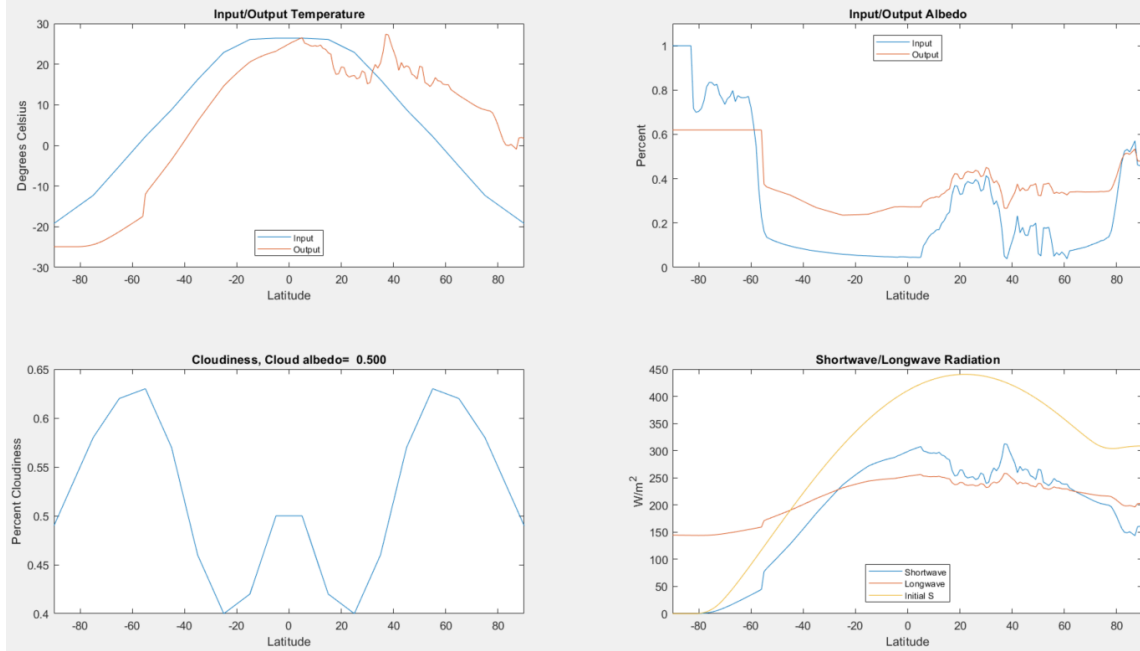 Input/Output Temperature
30
20
10
0
-10
-20
-30
Degrees Celsius
Input
Output
-80 -60 -40 -20 0 20 40 60 80
Latitude
Input/Output Albedo
1
0.8
0.6
0.4
0.2
0
Percent
Input
Output
-80 -60 -40 -20 0 20 40 60 80
Latitude
Cloudiness, Cloud albedo= 0.500
0.65
0.6
0.55
0.5
0.45
0.4
Percent Cloudiness
-80 -60 -40 -20 0 20 40 60 80
Latitude
Shortwave/Longwave Radiation
450
400
350
300
250
200
150
100
50
0
W/m²
Shortwave
Longwave
Initial S
-80 -60 -40 -20 0 20 40 60 80
Latitude